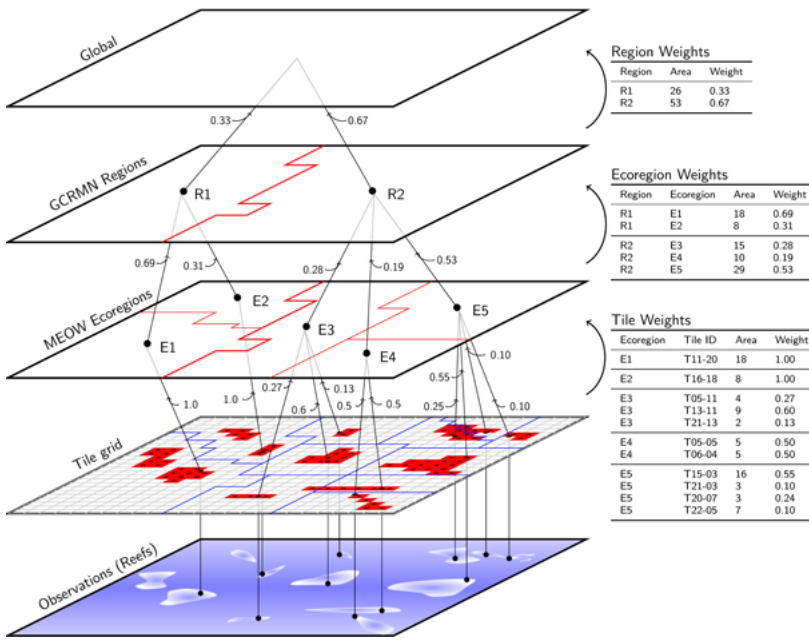 Global
Region Weights
Region Area Weight
R1 26 0.33
R2 53 0.67
0.33 0.67
GCRMN Regions
R1 R2
Ecoregion Weights
Region Ecoregion Area Weight
R1 E1 18 0.69
R1 E2 8 0.31
R2 E3 15 0.28
R2 E4 10 0.19
R2 E5 29 0.53
0.69 0.31 0.28 0.19 0.53
MEOW Ecoregions
E1 E2 E3 E4 E5
Tile Weights
Ecoregion Tile ID Area Weight
E1 T11-20 18 1.00
E2 T16-18 8 1.00
E3 T05-11 4 0.27
E3 T13-11 9 0.60
E3 T21-13 2 0.13
E4 T05-05 5 0.50
E4 T06-04 5 0.50
E5 T15-03 16 0.55
E5 T21-03 3 0.10
E5 T20-07 3 0.24
E5 T22-05 7 0.10
0.10
0.27 0.13 0.55
1.0 1.0 0.6 0.5 0.5 0.25 0.10
Tile grid
Observations (Reefs)